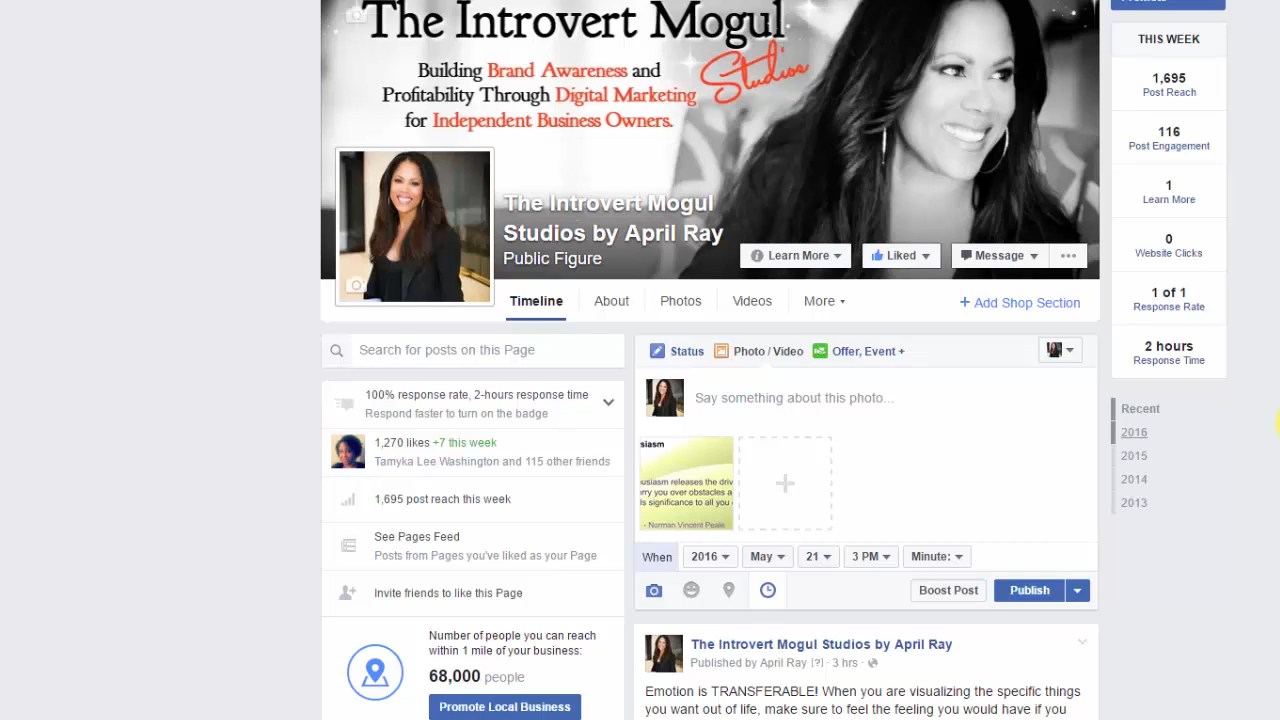 The Introvert Mogul
Studios
Building Brand Awareness and
Profitability Through Digital Marketing
for Independent Business Owners.
The Introvert Mogul
Studios by April Ray
Public Figure
Learn More
Liked
Message
Timeline
About
Photos
Videos
More
+ Add Shop Section
THIS WEEK
1,695
Post Reach
116
Post Engagement
1
Learn More
0
Website Clicks
1 of 1
Response Rate
2 hours
Response Time
Recent
2016
2015
2014
2013
Search for posts on this Page
100% response rate, 2-hours response time
Respond faster to turn on the badge
1,270 likes +7 this week
Tamyka Lee Washington and 115 other friends
1,695 post reach this week
See Pages Feed
Posts from Pages you've liked as your Page
Invite friends to like this Page
Number of people you can reach
within 1 mile of your business:
68,000 people
Promote Local Business
Status
Photo / Video
Offer, Event +
Say something about this photo...
- Norman Vincent Peale
When
2016
May
21
3 PM
Minute:
Boost Post
Publish
The Introvert Mogul Studios by April Ray
Published by April Ray [?] · 3 hrs ·
Emotion is TRANSFERABLE! When you are visualizing the specific things
you want out of life, make sure to feel the feeling you would have if you